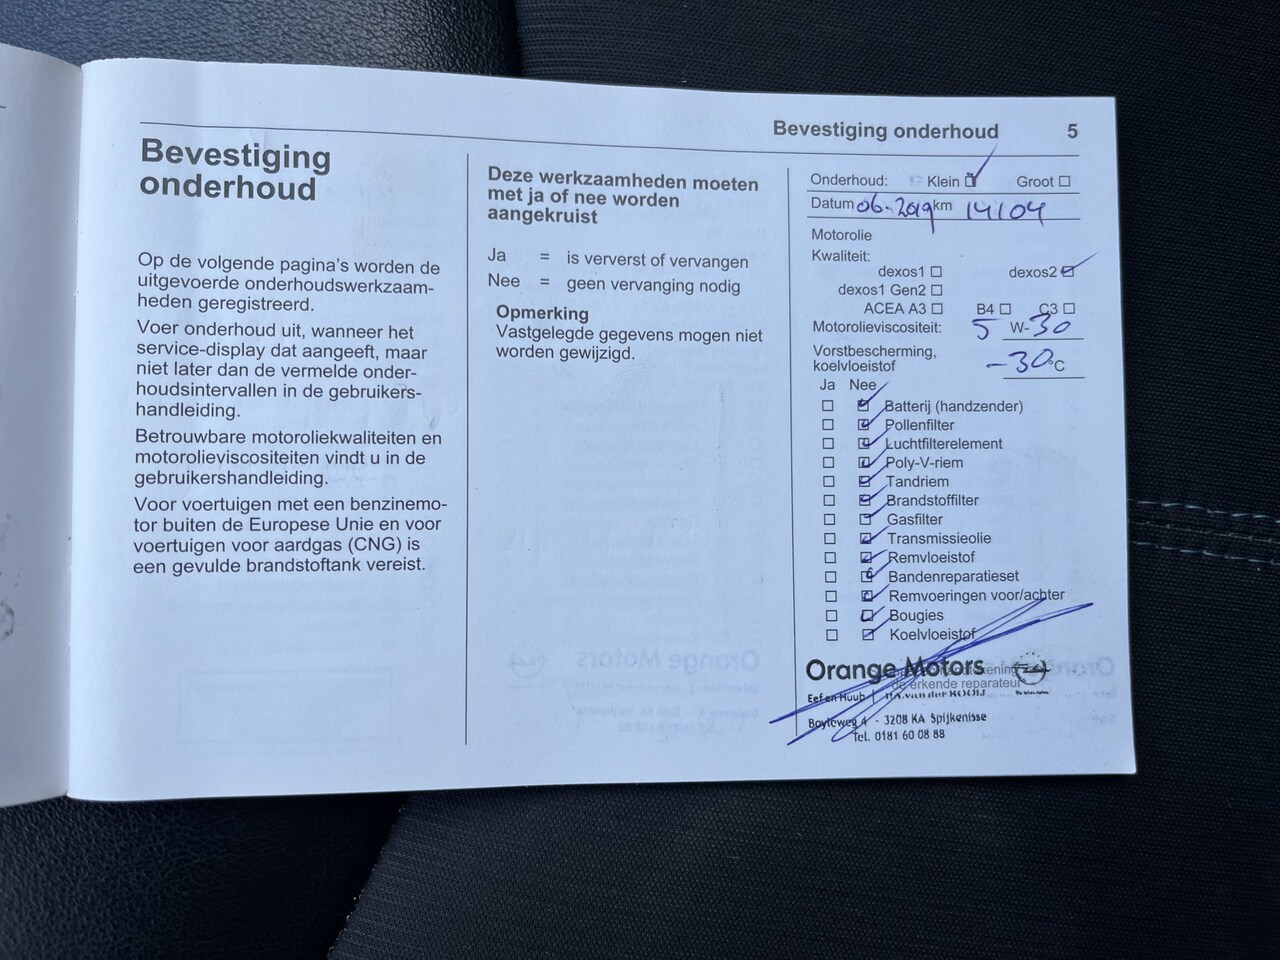 Bevestiging onderhoud 5
Bevestiging
onderhoud
Op de volgende pagina's worden de
uitgevoerde onderhoudswerkzaam-
heden geregistreerd.
Voer onderhoud uit, wanneer het
service-display dat aangeeft, maar
niet later dan de vermelde onder-
houdsintervallen in de gebruikers-
handleiding.
Betrouwbare motoroliekwaliteiten en
motorolieviscositeiten vindt u in de
gebruikershandleiding.
Voor voertuigen met een benzinemo-
tor buiten de Europese Unie en voor
voertuigen voor aardgas (CNG) is
een gevulde brandstoftank vereist.
Deze werkzaamheden moeten
met ja of nee worden
aangekruist
Ja = is ververst of vervangen
Nee = geen vervanging nodig
Opmerking
Vastgelegde gegevens mogen niet
worden gewijzigd.
Onderhoud: Klein ☑ Groot ☐
Datum 06-2019 km 14104
Motorolie
Kwaliteit:
dexos1 ☐ dexos2 ☑
dexos1 Gen2 ☐
ACEA A3 ☐ B4 ☐ C3 ☐
Motorolieviscositeit: 5 W-30
Vorstbescherming,
koelvloeistof -30 °C
Ja Nee
☐ ☑ Batterij (handzender)
☐ ☑ Pollenfilter
☐ ☑ Luchtfilterelement
☐ ☑ Poly-V-riem
☐ ☑ Tandriem
☐ ☑ Brandstoffilter
☐ ☑ Gasfilter
☐ ☑ Transmissieolie
☐ ☑ Remvloeistof
☐ ☑ Bandenreparatieset
☐ ☑ Remvoeringen voor/achter
☐ ☑ Bougies
☐ ☑ Koelvloeistof
Orange Motors
de erkende reparateur
Eef en Huub
Boyleweg 4 - 3208 KA Spijkenisse
Tel. 0181 60 08 88